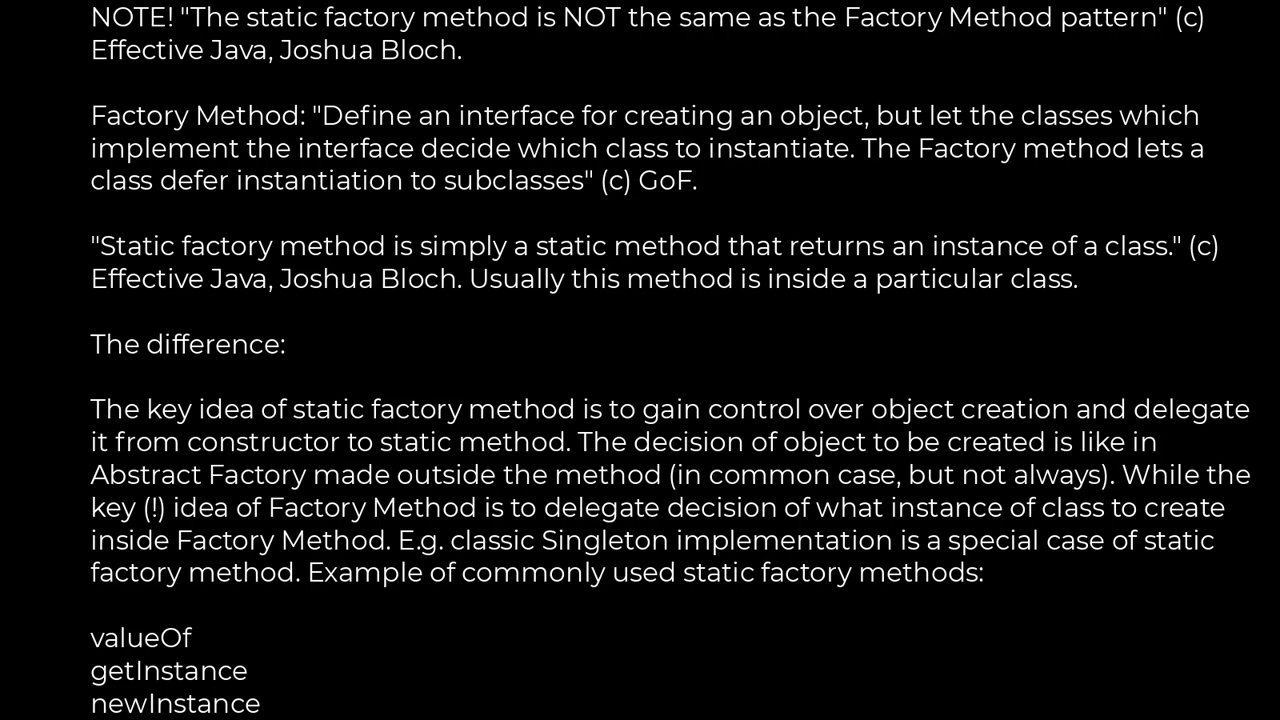 NOTE! "The static factory method is NOT the same as the Factory Method pattern" (c)
Effective Java, Joshua Bloch.
Factory Method: "Define an interface for creating an object, but let the classes which
implement the interface decide which class to instantiate. The Factory method lets a
class defer instantiation to subclasses" (c) GoF.
"Static factory method is simply a static method that returns an instance of a class." (c)
Effective Java, Joshua Bloch. Usually this method is inside a particular class.
The difference:
The key idea of static factory method is to gain control over object creation and delegate
it from constructor to static method. The decision of object to be created is like in
Abstract Factory made outside the method (in common case, but not always). While the
key (!) idea of Factory Method is to delegate decision of what instance of class to create
inside Factory Method. E.g. classic Singleton implementation is a special case of static
factory method. Example of commonly used static factory methods:
valueOf
getInstance
newInstance